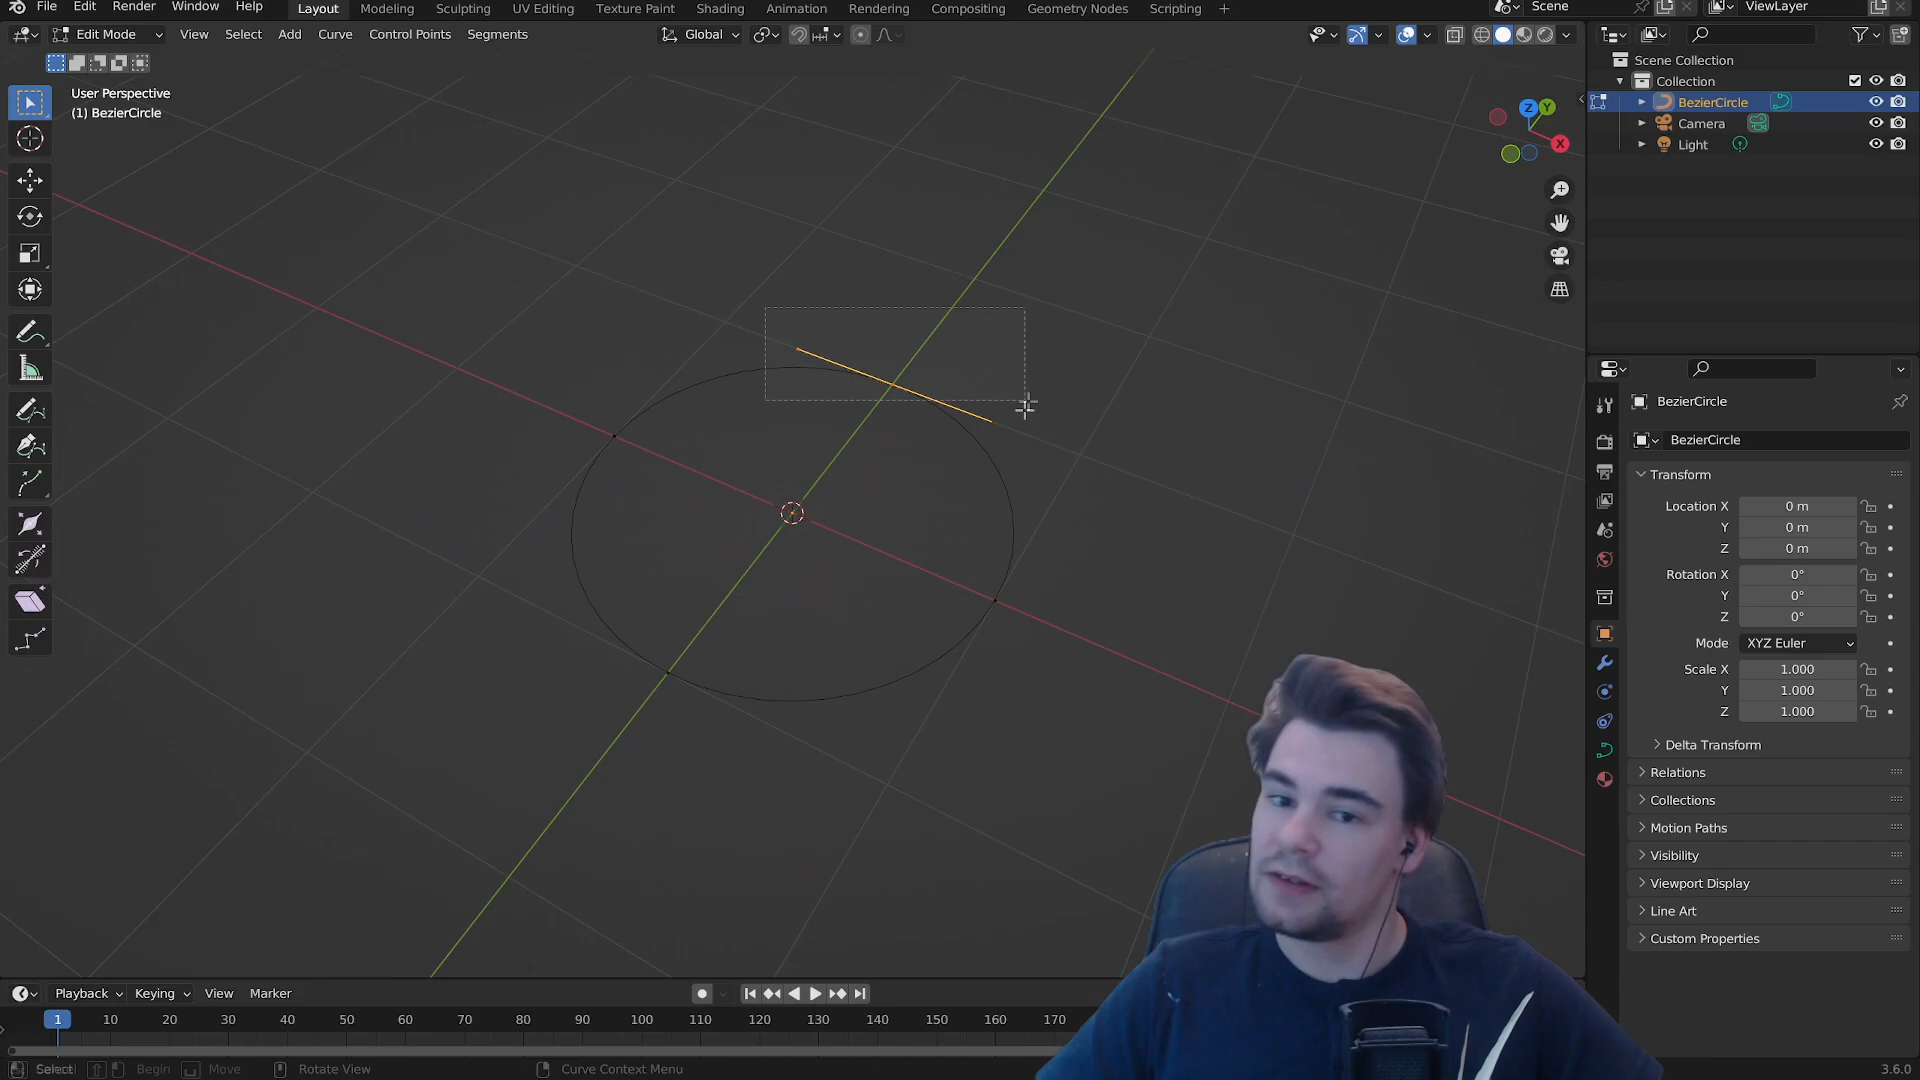 File Edit Render Window Help Layout Modeling Sculpting UV Editing Texture Paint Shading Animation Rendering Compositing Geometry Nodes Scripting + Scene ViewLayer
Edit Mode View Select Add Curve Control Points Segments Global
User Perspective
(1) BezierCircle
Z Y
X
Scene Collection
Collection
BezierCircle
Camera
Light
BezierCircle
BezierCircle
Transform
Location X 0 m
Y 0 m
Z 0 m
Rotation X 0°
Y 0°
Z 0°
Mode XYZ Euler
Scale X 1.000
Y 1.000
Z 1.000
Delta Transform
Relations
Collections
Motion Paths
Visibility
Viewport Display
Line Art
Custom Properties
Playback Keying View Marker
1 10 20 30 40 50 60 70 80 90 100 110 120 130 140 150 160 170
Select Begin Move Rotate View Curve Context Menu 3.6.0